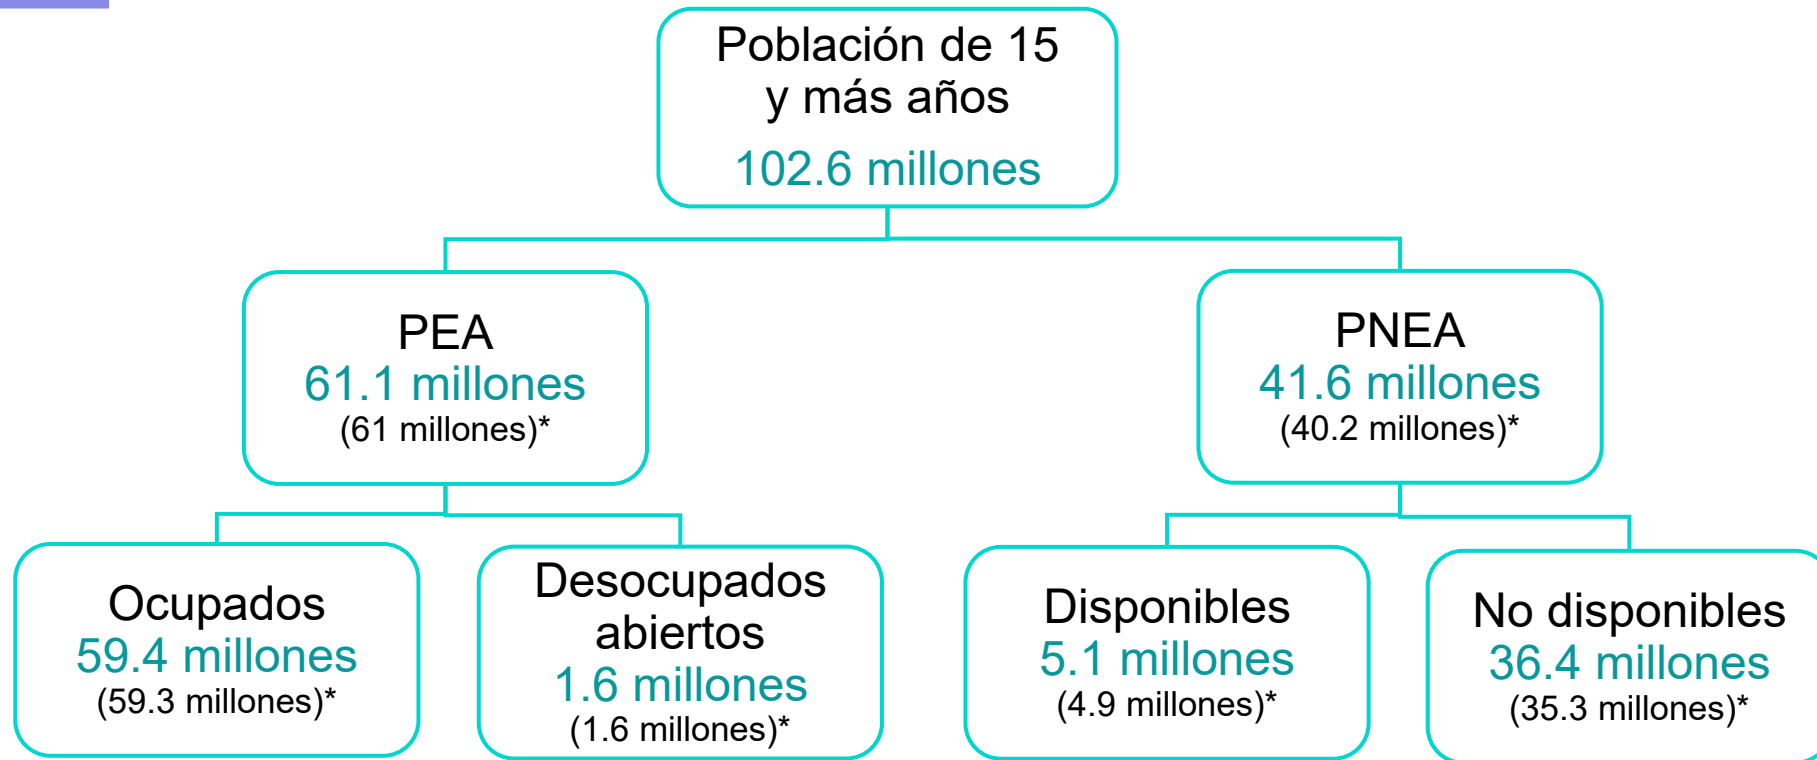 Población de 15
y más años
102.6 millones
PEA
61.1 millones
(61 millones)*
PNEA
41.6 millones
(40.2 millones)*
Ocupados
59.4 millones
(59.3 millones)*
Desocupados
abiertos
1.6 millones
(1.6 millones)*
Disponibles
5.1 millones
(4.9 millones)*
No disponibles
36.4 millones
(35.3 millones)*